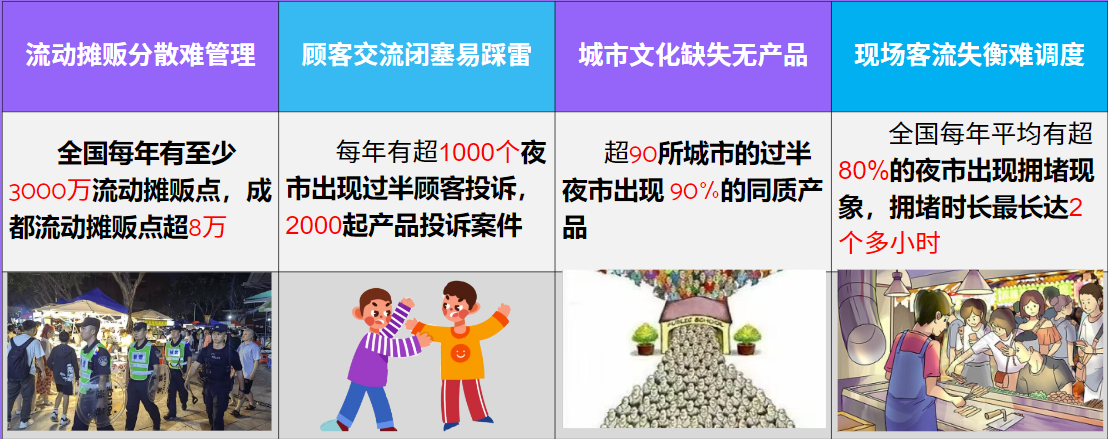 流动摊贩分散难管理
顾客交流闭塞易踩雷
城市文化缺失无产品
现场客流失衡难调度
全国每年有至少
3000万流动摊贩点，成
都流动摊贩点超8万
每年有超1000个夜
市出现过半顾客投诉，
2000起产品投诉案件
超90所城市的过半
夜市出现 90%的同质产
品
全国每年平均有超
80%的夜市出现拥堵现
象，拥堵时长最长达2
个多小时